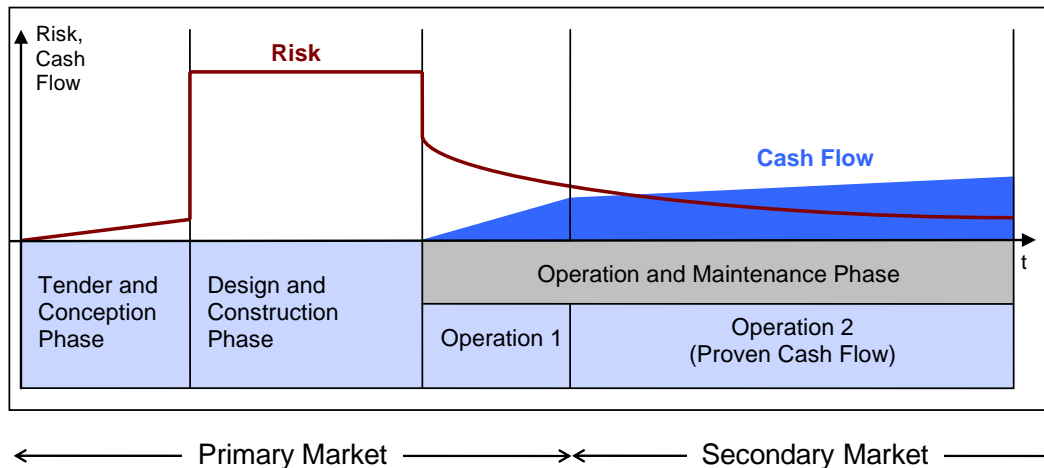 Risk,
Cash
Flow
Risk
Cash Flow
t
Tender and
Conception
Phase
Design and
Construction
Phase
Operation and Maintenance Phase
Operation 1
Operation 2
(Proven Cash Flow)
Primary Market
Secondary Market